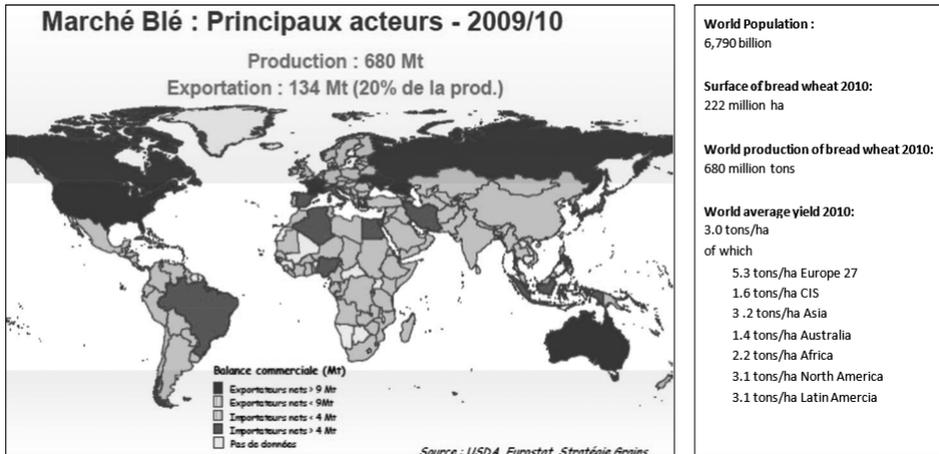 Marché Blé : Principaux acteurs - 2009/10
Production : 680 Mt
Exportation : 134 Mt (20% de la prod.)
Balance commerciale (Mt)
Exportateurs nets > 9 Mt
Exportateurs nets < 9Mt
Importateurs nets < 4 Mt
Importateurs nets > 4 Mt
Pas de données
Source : USDA, Eurostat, Stratégie Grains
World Population :
6,790 billion
Surface of bread wheat 2010:
222 million ha
World production of bread wheat 2010:
680 million tons
World average yield 2010:
3.0 tons/ha
of which
5.3 tons/ha Europe 27
1.6 tons/ha CIS
3 .2 tons/ha Asia
1.4 tons/ha Australia
2.2 tons/ha Africa
3.1 tons/ha North America
3.1 tons/ha Latin Amercia